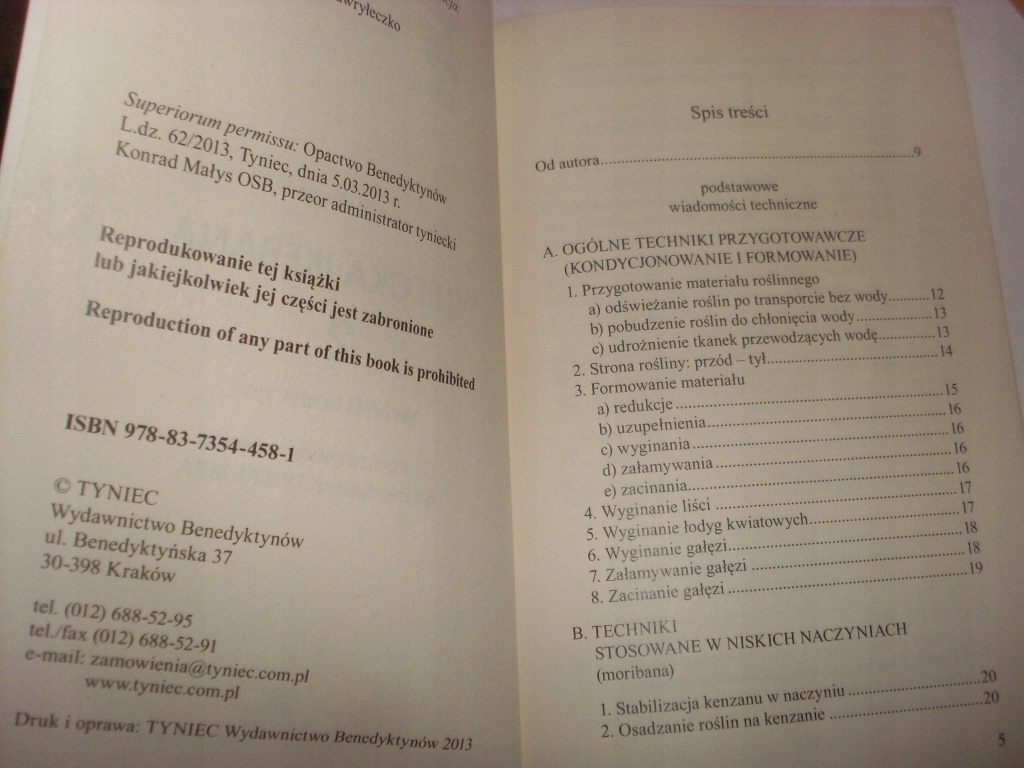 Superiorum permissu: Opactwo Benedyktynów
L.dz. 62/2013, Tyniec, dnia 5.03.2013 r.
Konrad Małys OSB, przeor administrator tyniecki
Reprodukowanie tej książki
lub jakiejkolwiek jej części jest zabronione
Reproduction of any part of this book is prohibited
ISBN 978-83-7354-458-1
© TYNIEC
Wydawnictwo Benedyktynów
ul. Benedyktyńska 37
30-398 Kraków
tel. (012) 688-52-95
tel./fax (012) 688-52-91
e-mail: zamowienia@tyniec.com.pl
www.tyniec.com.pl
Druk i oprawa: TYNIEC Wydawnictwo Benedyktynów 2013
Spis treści
Od autora...9
podstawowe
wiadomości techniczne
A. OGÓLNE TECHNIKI PRZYGOTOWAWCZE
(KONDYCJONOWANIE I FORMOWANIE)
1. Przygotowanie materiału roślinnego
a) odświeżanie roślin po transporcie bez wody...12
b) pobudzenie roślin do chłonięcia wody...13
c) udrożnienie tkanek przewodzących wodę...13
2. Strona rośliny: przód – tył...14
3. Formowanie materiału
a) redukcje...15
b) uzupełnienia...16
c) wyginania...16
d) załamywania...16
e) zacinania...16
4. Wyginanie liści...17
5. Wyginanie łodyg kwiatowych...17
6. Wyginanie gałęzi...18
7. Załamywanie gałęzi...18
8. Zacinanie gałęzi...19
B. TECHNIKI
STOSOWANE W NISKICH NACZYNIACH
(moribana)
1. Stabilizacja kenzanu w naczyniu...20
2. Osadzanie roślin na kenzanie...20
5